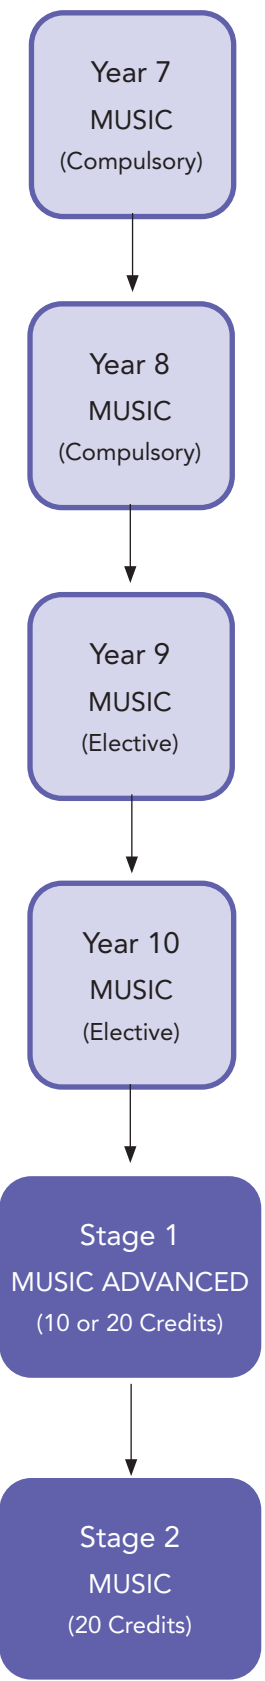 Year 7
MUSIC
(Compulsory)
Year 8
MUSIC
(Compulsory)
Year 9
MUSIC
(Elective)
Year 10
MUSIC
(Elective)
Stage 1
MUSIC ADVANCED
(10 or 20 Credits)
Stage 2
MUSIC
(20 Credits)